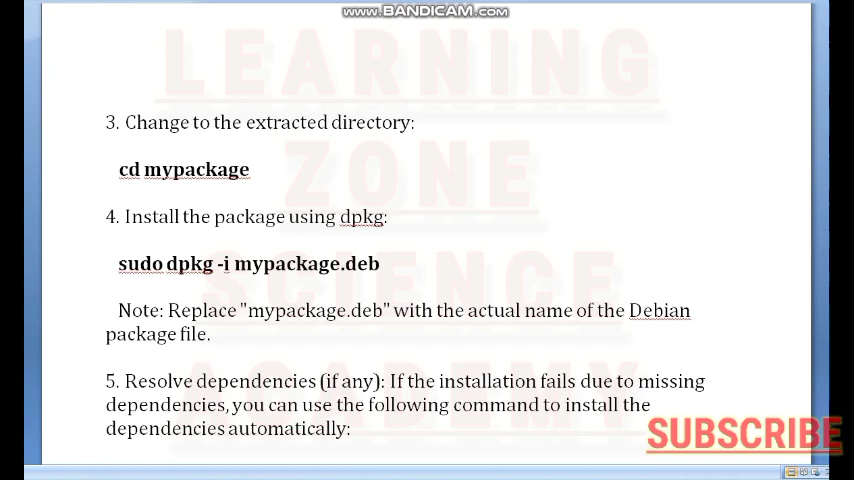 www.BANDICAM.com
LEARNING
3. Change to the extracted directory:
ZONE
cd mypackage
4. Install the package using dpkg:
SCIENCE
sudo dpkg -i mypackage.deb
Note: Replace "mypackage.deb" with the actual name of the Debian
package file.
ACADEMY
5. Resolve dependencies (if any): If the installation fails due to missing
dependencies, you can use the following command to install the
dependencies automatically:
SUBSCRIBE